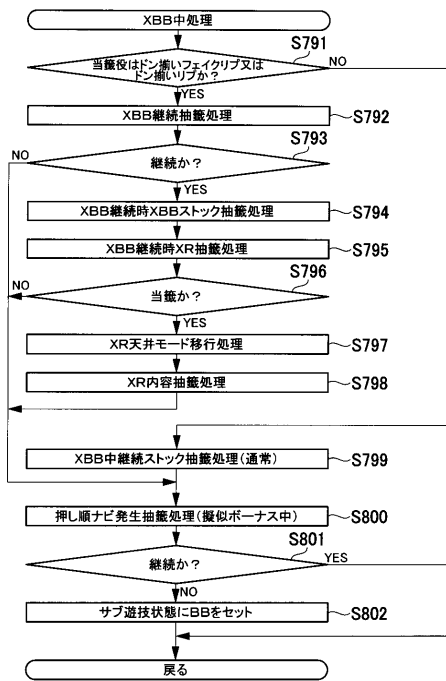 XBB中処理
当籤役はドン揃いフェイクリプ又は
ドン揃いリプか？
S791
NO
YES
XBB継続抽籤処理
S792
継続か？
S793
NO
YES
XBB継続時XBBストック抽籤処理
S794
XBB継続時XR抽籤処理
S795
当籤か？
S796
NO
YES
XR天井モード移行処理
S797
XR内容抽籤処理
S798
XBB中継続ストック抽籤処理（通常）
S799
押し順ナビ発生抽籤処理（擬似ボーナス中）
S800
継続か？
S801
YES
NO
サブ遊技状態にBBをセット
S802
戻る